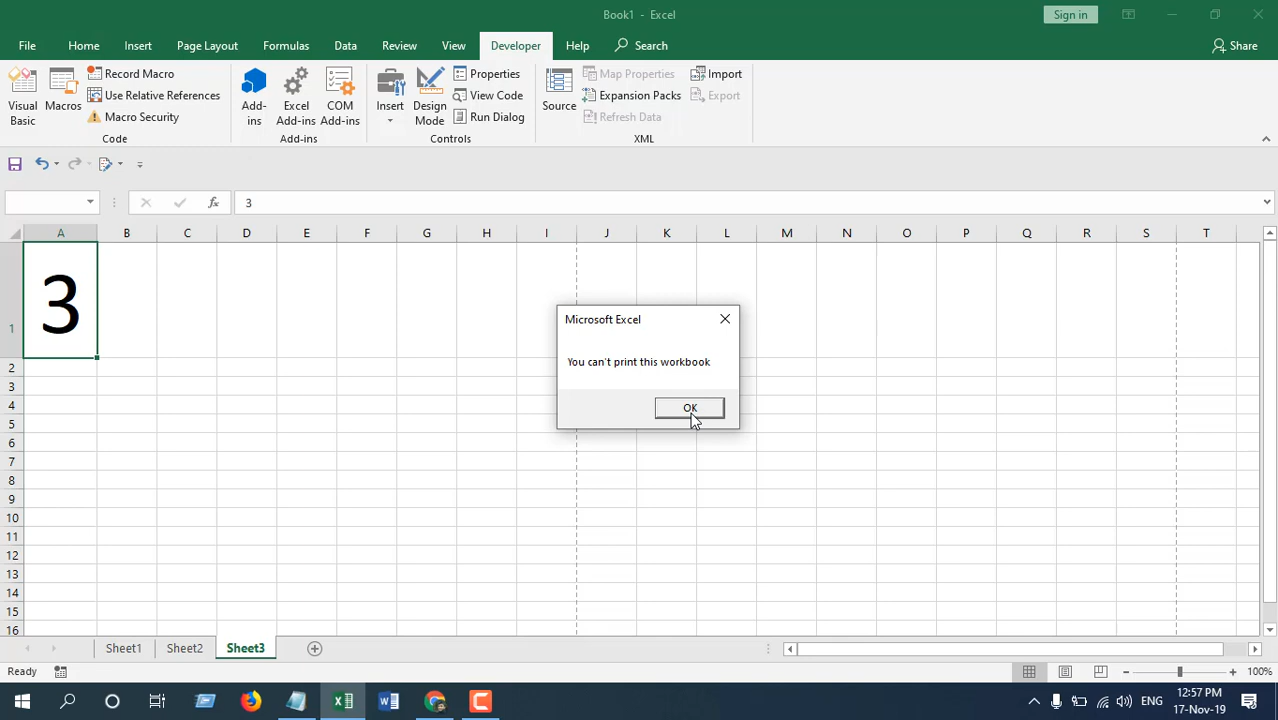 Book1 - Excel
Sign in
File Home Insert Page Layout Formulas Data Review View Developer Help Search Share
Visual Basic
Macros
Record Macro
Use Relative References
Macro Security
Code
Add-ins
Excel Add-ins
COM Add-ins
Add-ins
Insert
Design Mode
Properties
View Code
Run Dialog
Controls
Source
Map Properties
Expansion Packs
Refresh Data
Import
Export
XML
fx 3
A B C D E F G H I J K L M N O P Q R S T
1 3
2
3
4
5
6
7
8
9
10
11
12
13
14
15
16
Microsoft Excel
You can't print this workbook
OK
Sheet1 Sheet2 Sheet3
Ready 100%
ENG
12:57 PM
17-Nov-19